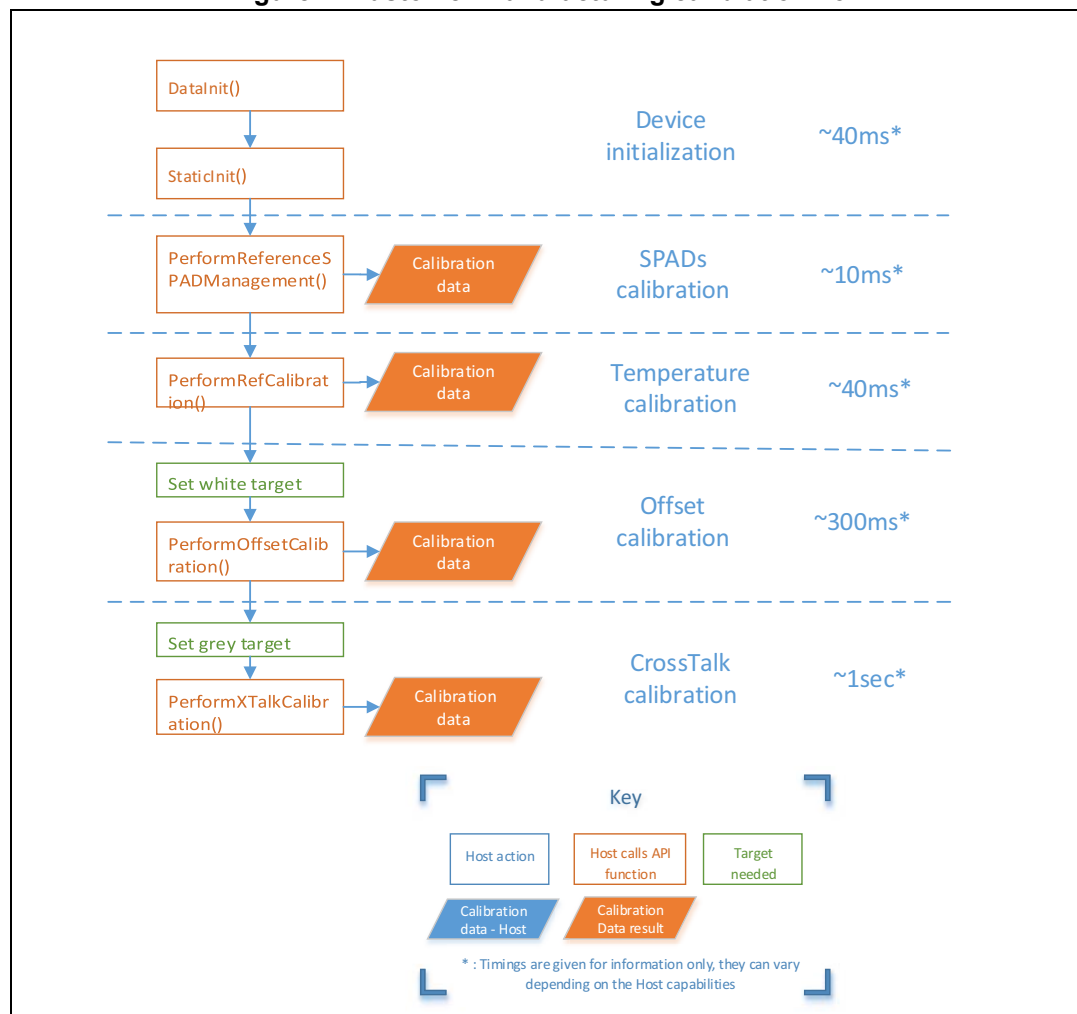 DataInit()
Device
initialization
~40ms*
StaticInit()
PerformReferenceS
PADManagement()
Calibration
data
SPADs
calibration
~10ms*
PerformRefCalibrat
ion()
Calibration
data
Temperature
calibration
~40ms*
Set white target
PerformOffsetCalib
ration()
Calibration
data
Offset
calibration
~300ms*
Set grey target
PerformXTalkCalibr
ation()
Calibration
data
CrossTalk
calibration
~1sec*
Key
Host action
Host calls API
function
Target
needed
Calibration
data - Host
Calibration
Data result
* : Timings are given for information only, they can vary
depending on the Host capabilities